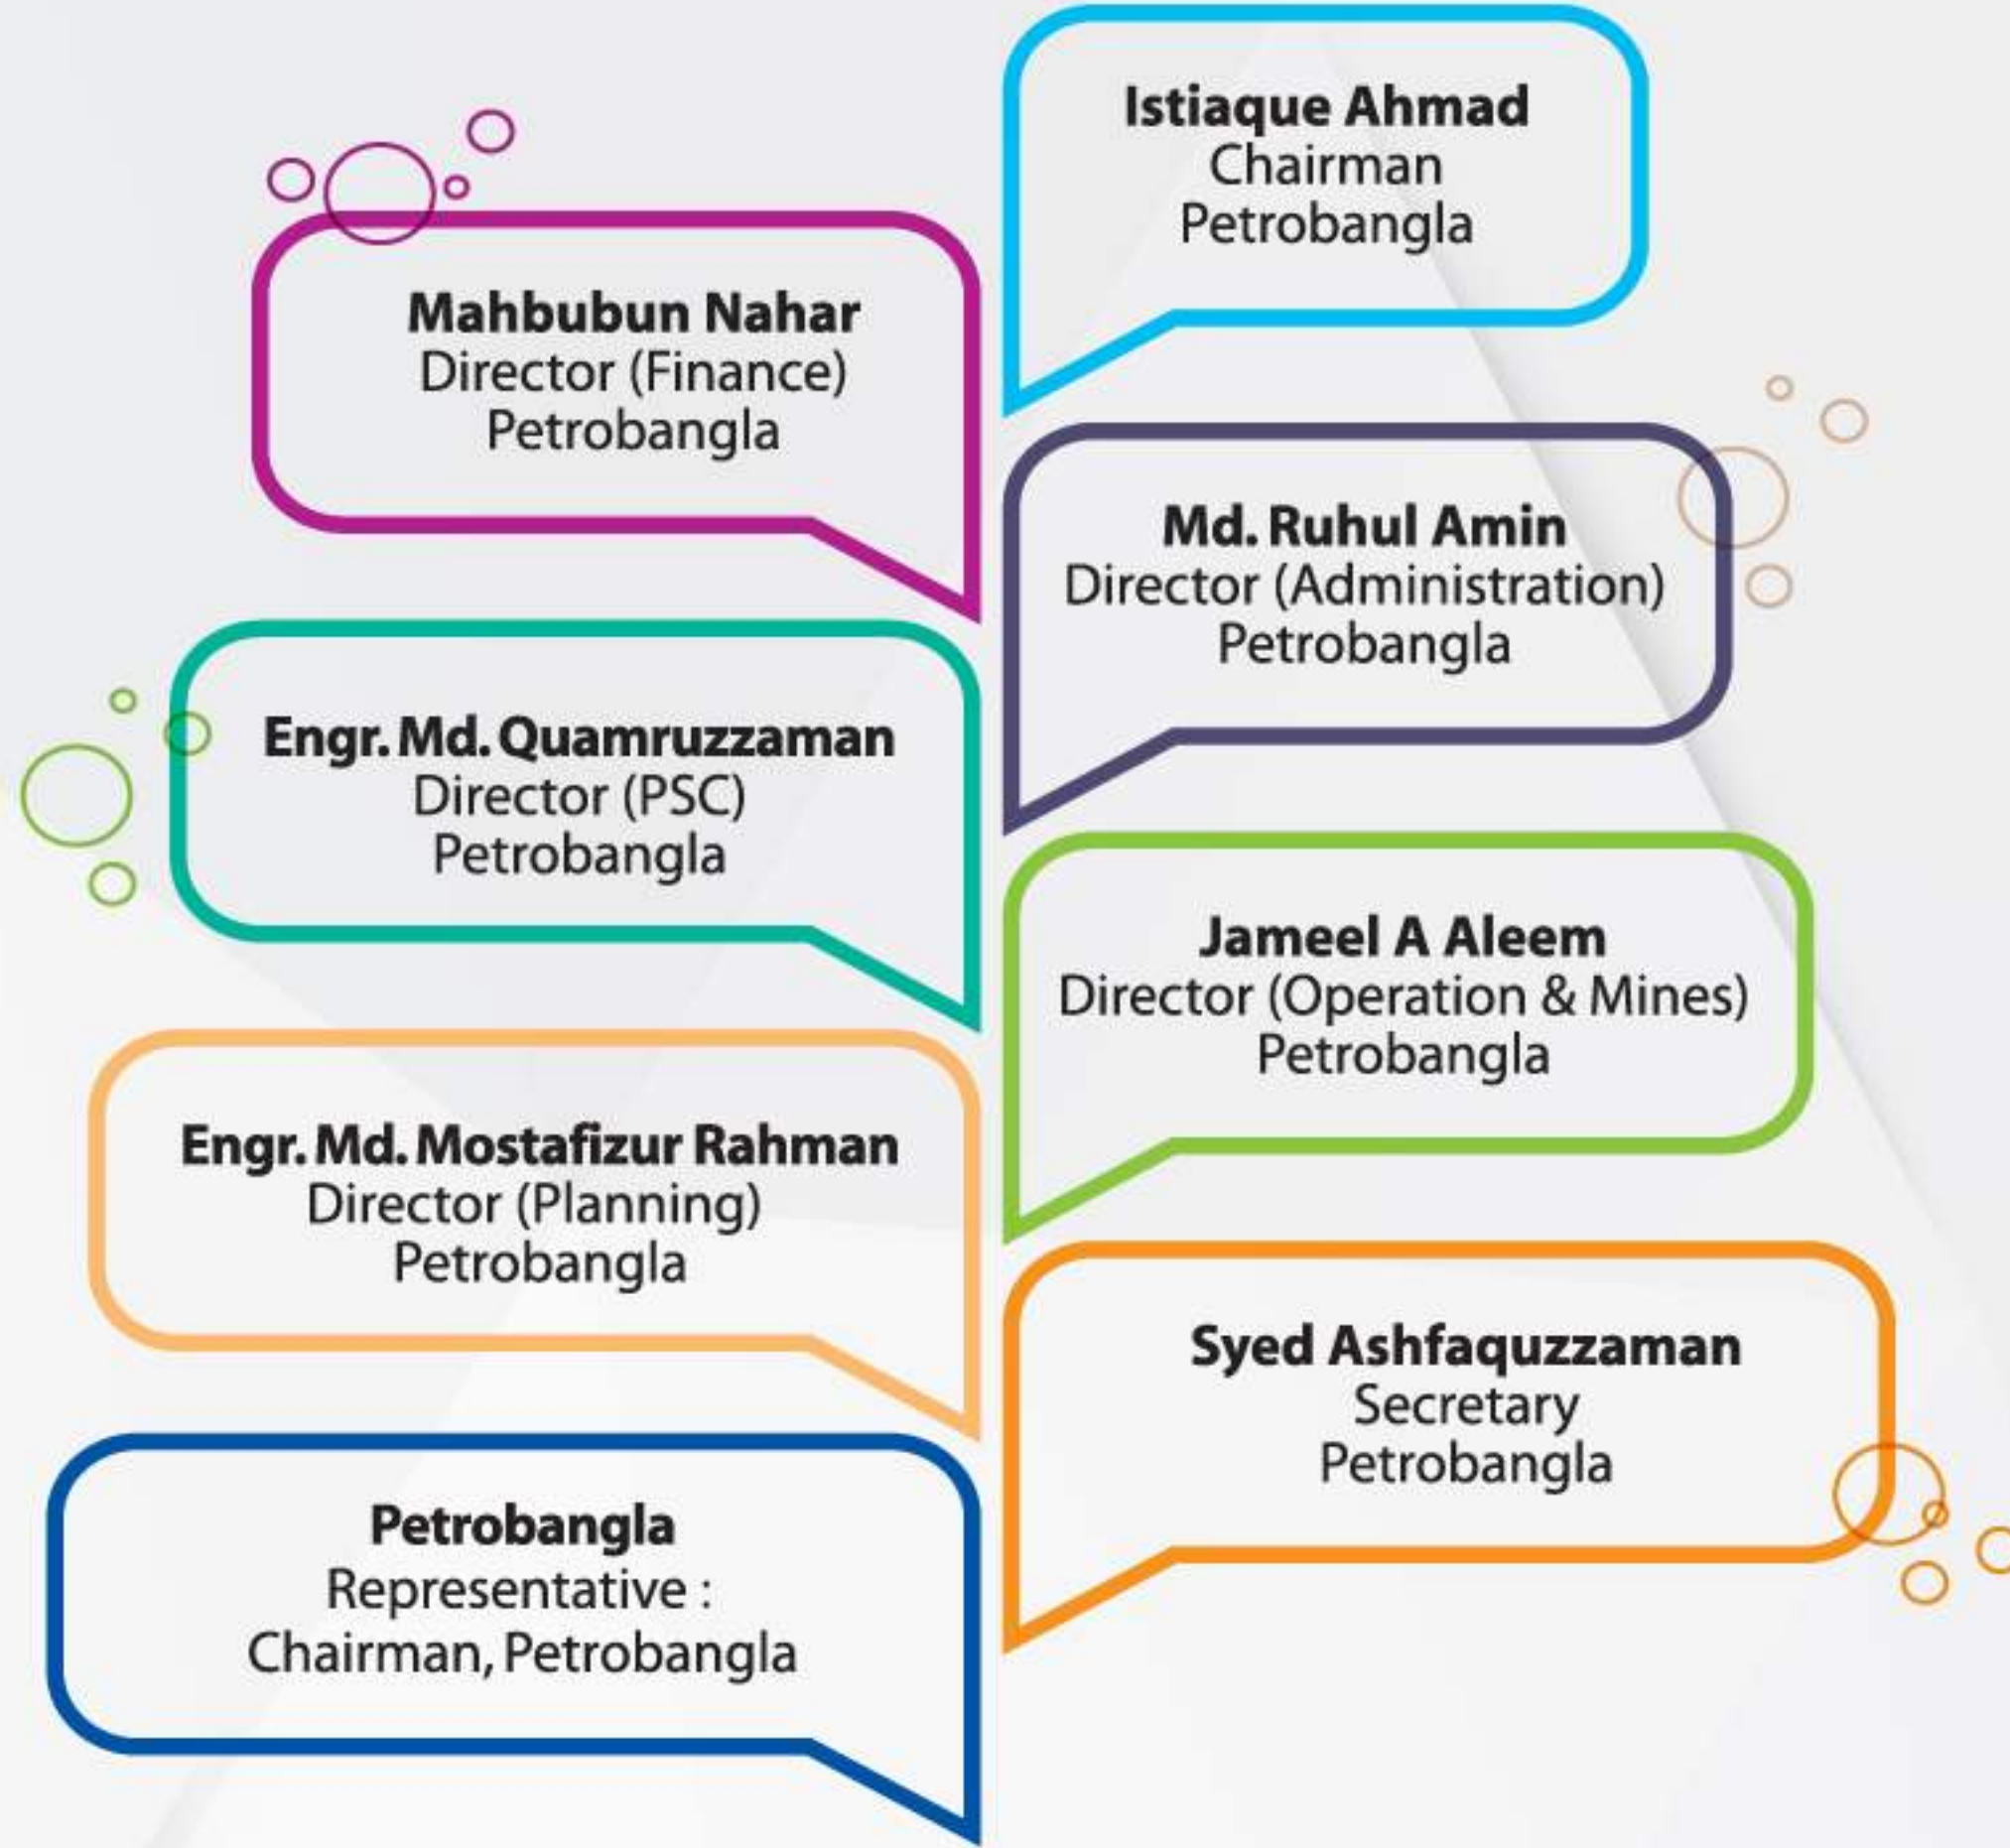 Istiaque Ahmad
Chairman
Petrobangla
Mahbubun Nahar
Director (Finance)
Petrobangla
Md. Ruhul Amin
Director (Administration)
Petrobangla
Engr. Md. Quamruzzaman
Director (PSC)
Petrobangla
Jameel A Aleem
Director (Operation & Mines)
Petrobangla
Engr. Md. Mostafizur Rahman
Director (Planning)
Petrobangla
Syed Ashfaquzzaman
Secretary
Petrobangla
Petrobangla
Representative :
Chairman, Petrobangla